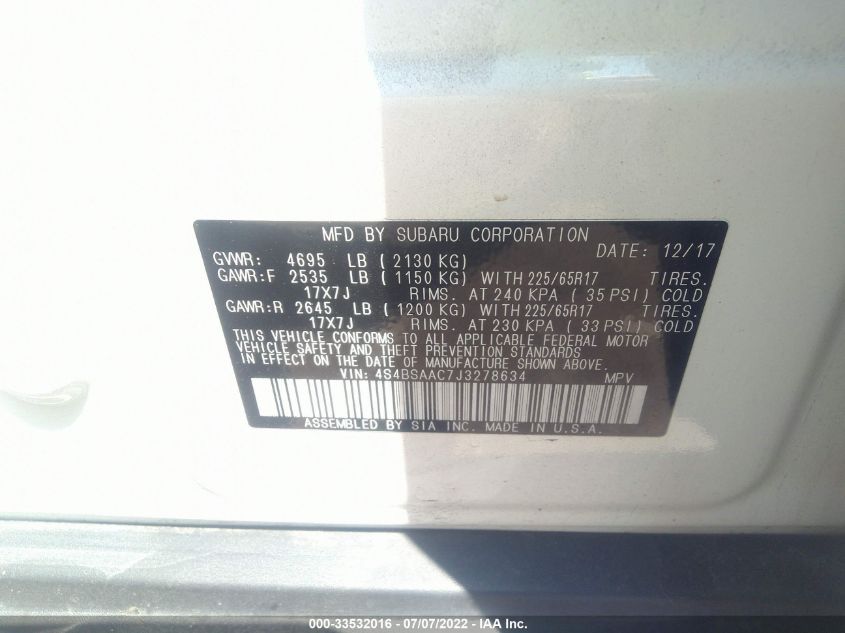 MFD BY SUBARU CORPORATION
GVWR: 4695 LB ( 2130 KG) DATE: 12/17
GAWR:F 2535 LB ( 1150 KG) WITH 225/65R17 TIRES.
17X7J RIMS. AT 240 KPA ( 35 PSI) COLD
GAWR:R 2645 LB ( 1200 KG) WITH 225/65R17 TIRES.
17X7J RIMS. AT 230 KPA ( 33 PSI) COLD
THIS VEHICLE CONFORMS TO ALL APPLICABLE FEDERAL MOTOR
VEHICLE SAFETY AND THEFT PREVENTION STANDARDS
IN EFFECT ON THE DATE OF MANUFACTURE SHOWN ABOVE.
VIN: 4S4BSAAC7J3278634 MPV
ASSEMBLED BY SIA INC. MADE IN U.S.A.
000-33532016 - 07/07/2022 - IAA Inc.